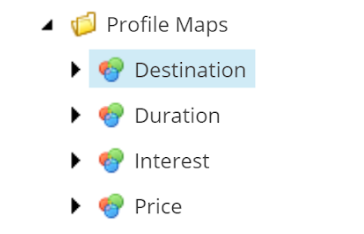 Profile Maps
Destination
Duration
Interest
Price